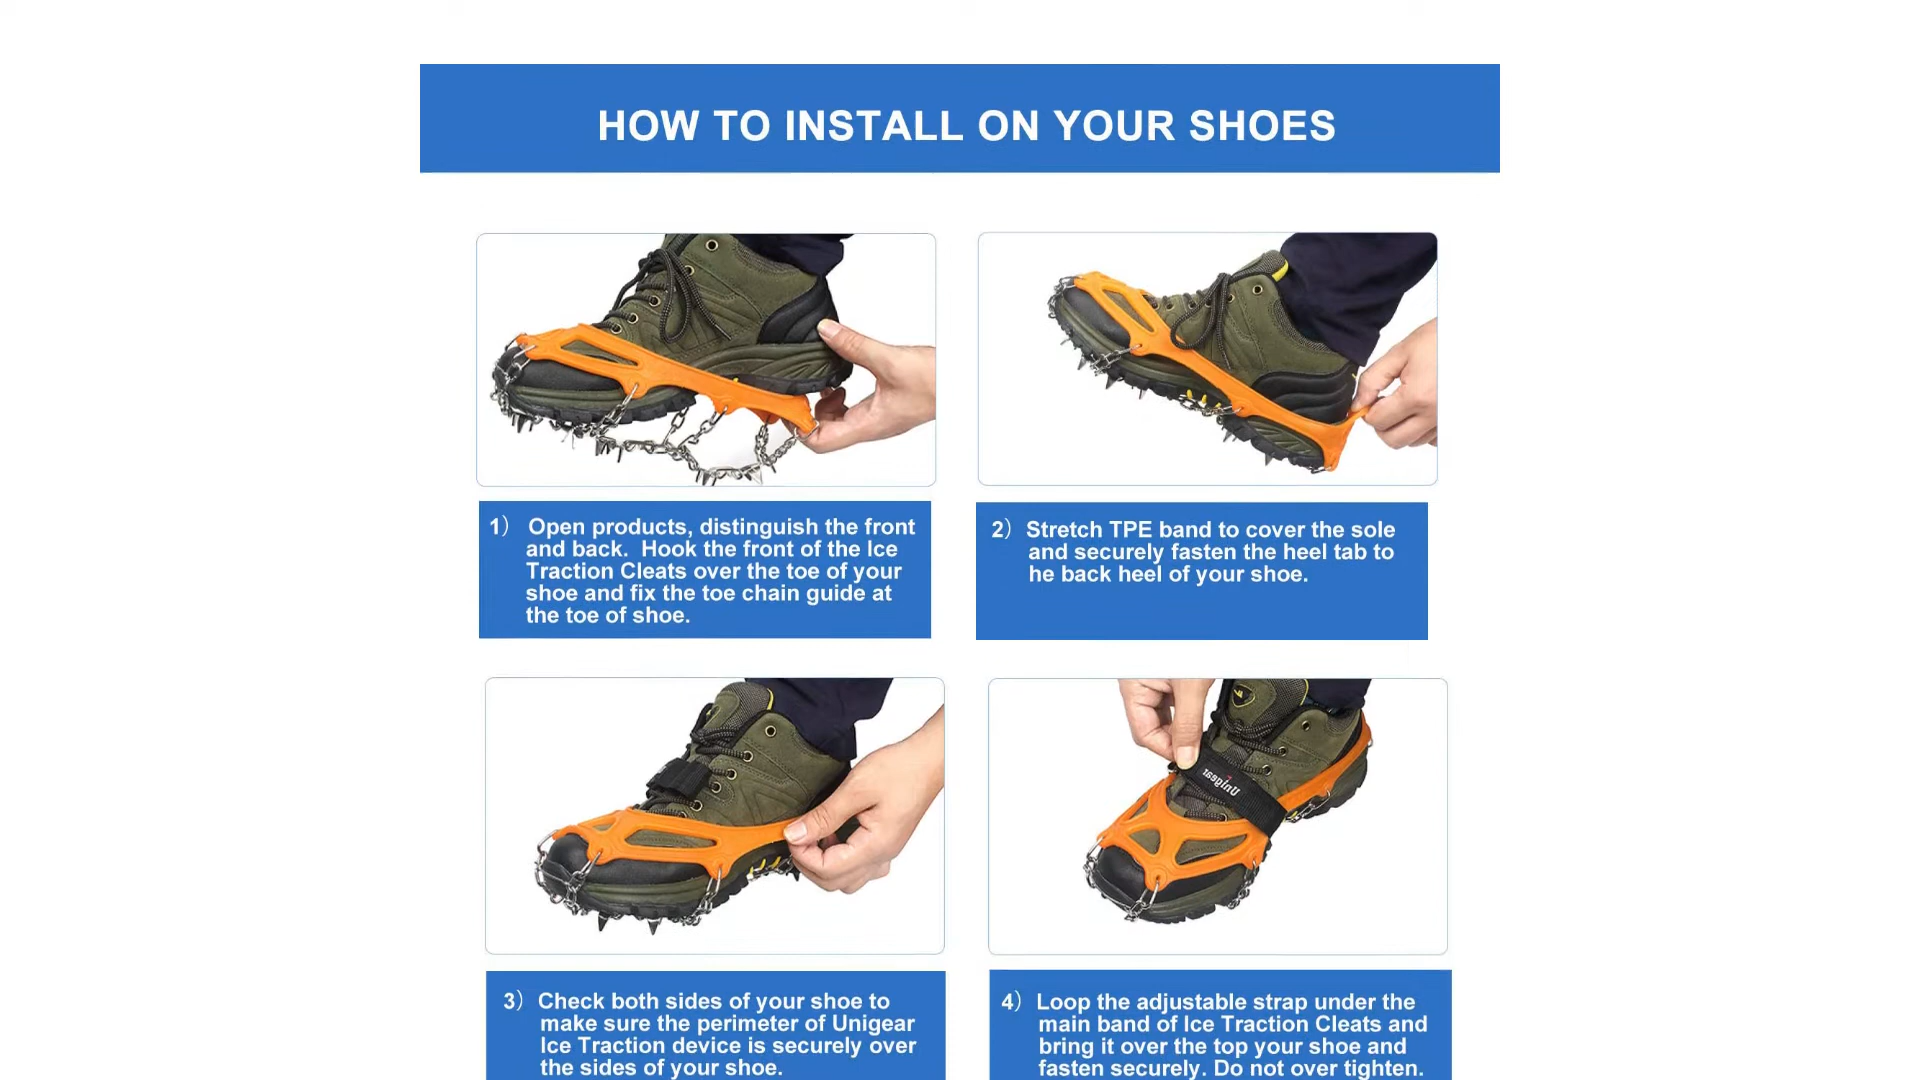 HOW TO INSTALL ON YOUR SHOES
1） Open products, distinguish the front
and back. Hook the front of the Ice
Traction Cleats over the toe of your
shoe and fix the toe chain guide at
the toe of shoe.
2）Stretch TPE band to cover the sole
and securely fasten the heel tab to
he back heel of your shoe.
Unigear
3）Check both sides of your shoe to
make sure the perimeter of Unigear
Ice Traction device is securely over
the sides of your shoe.
4）Loop the adjustable strap under the
main band of Ice Traction Cleats and
bring it over the top your shoe and
fasten securely. Do not over tighten.